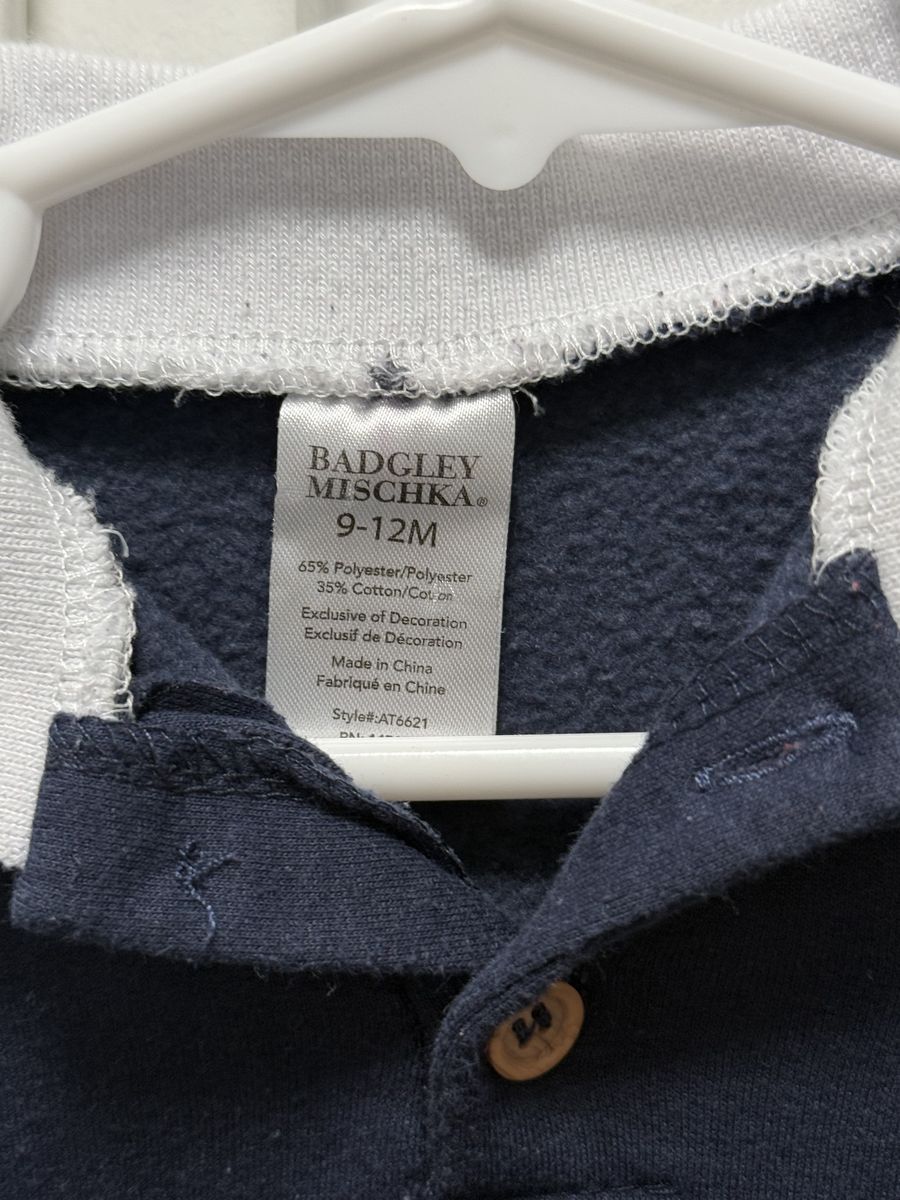 BADGLEY
MISCHKA®
9-12M
65% Polyester/Polyester
35% Cotton/Coton
Exclusive of Decoration
Exclusif de Décoration
Made in China
Fabriqué en Chine
Style#:AT6621